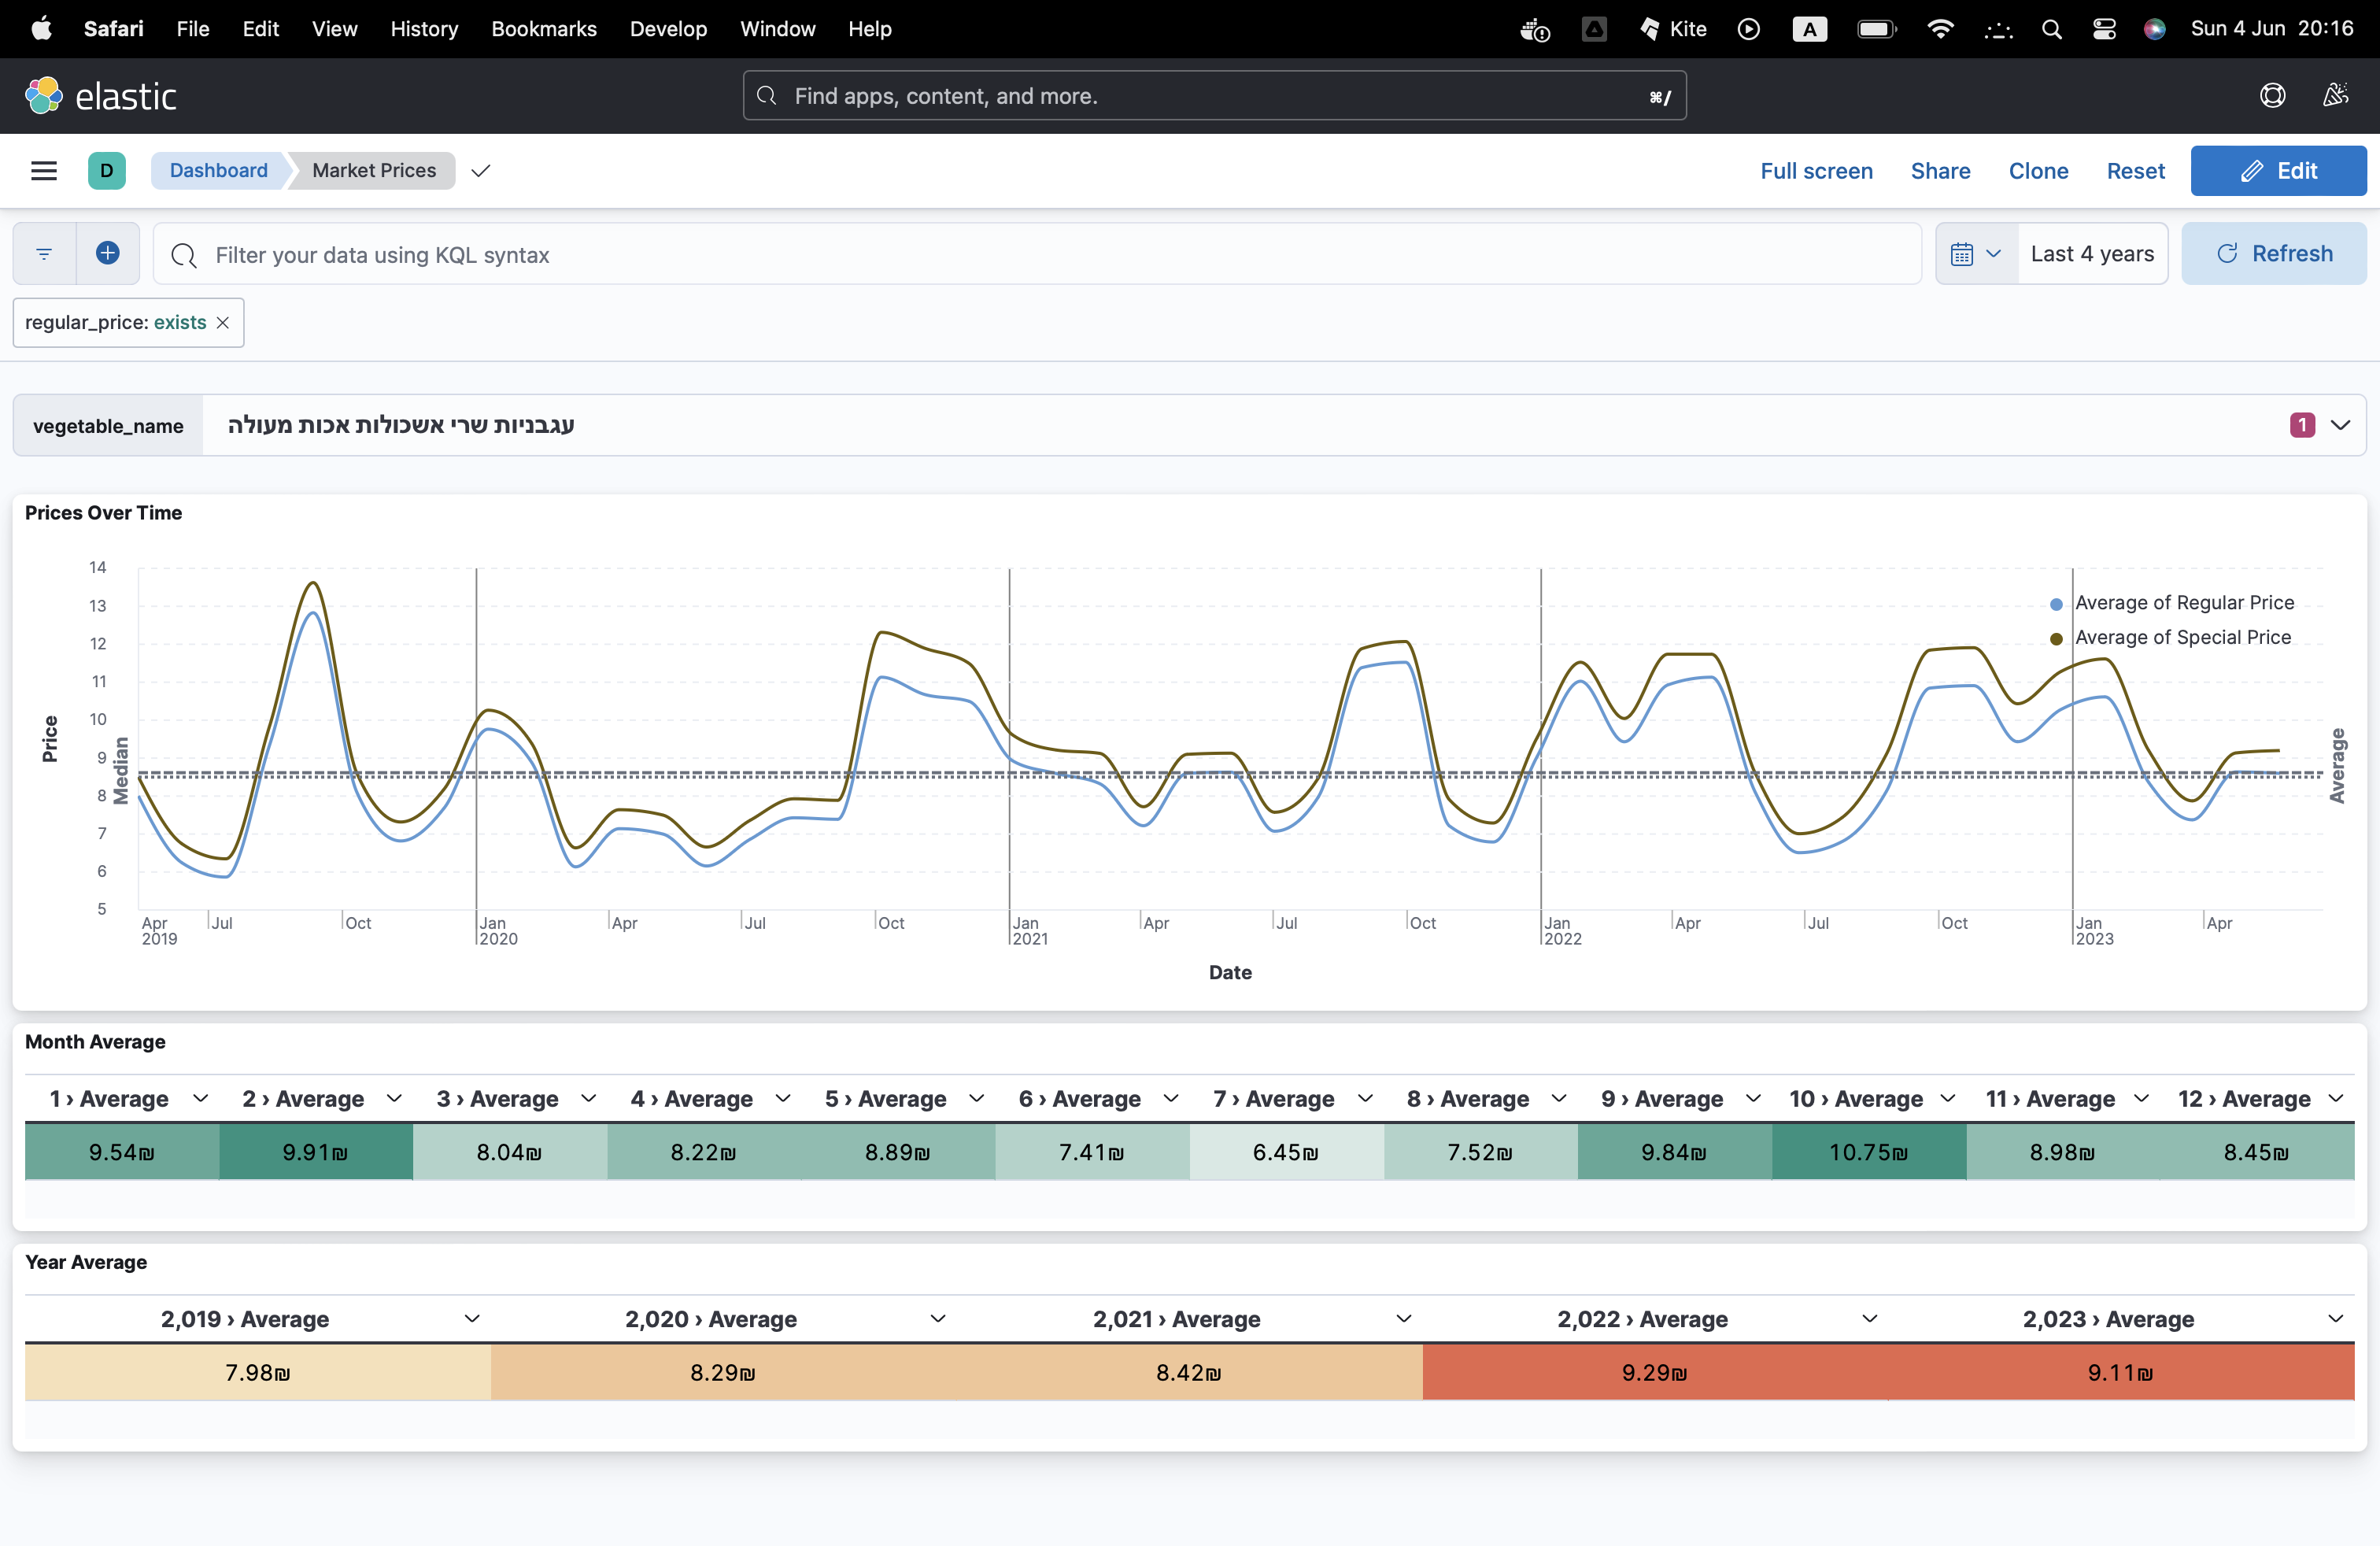 Safari File Edit View History Bookmarks Develop Window Help Kite A Sun 4 Jun 20:16
elastic Find apps, content, and more. ⌘/
D Dashboard Market Prices Full screen Share Clone Reset Edit
Filter your data using KQL syntax Last 4 years Refresh
regular_price: exists
vegetable_name עגבניות שרי אשכולות אכות מעולה 1
Prices Over Time
14
13
12
11
10
9
8
7
6
5
Price
Median
Average
Average of Regular Price
Average of Special Price
Apr Jul Oct Jan Apr Jul Oct Jan Apr Jul Oct Jan Apr Jul Oct Jan Apr
2019 2020 2021 2022 2023
Date
Month Average
1 › Average 2 › Average 3 › Average 4 › Average 5 › Average 6 › Average 7 › Average 8 › Average 9 › Average 10 › Average 11 › Average 12 › Average
9.54₪ 9.91₪ 8.04₪ 8.22₪ 8.89₪ 7.41₪ 6.45₪ 7.52₪ 9.84₪ 10.75₪ 8.98₪ 8.45₪
Year Average
2,019 › Average 2,020 › Average 2,021 › Average 2,022 › Average 2,023 › Average
7.98₪ 8.29₪ 8.42₪ 9.29₪ 9.11₪